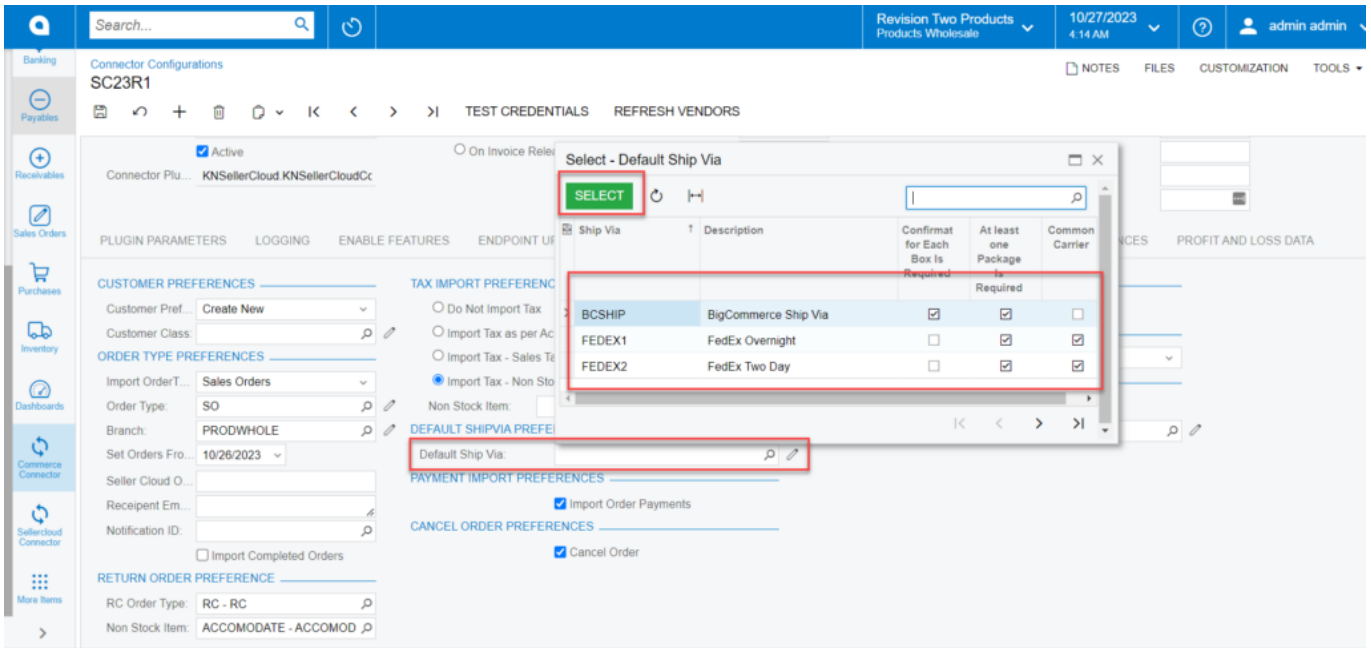 Search...
Revision Two Products
Products Wholesale
10/27/2023
4:14 AM
admin admin
Banking
Payables
Receivables
Sales Orders
Purchases
Inventory
Dashboards
Commerce
Connector
Sellercloud
Connector
More Items
Connector Configurations
SC23R1
NOTES
FILES
CUSTOMIZATION
TOOLS
TEST CREDENTIALS
REFRESH VENDORS
Active
On Invoice Relea
Connector Plu...
KNSellerCloud.KNSellerCloudCc
PLUGIN PARAMETERS
LOGGING
ENABLE FEATURES
ENDPOINT UF
NCES
PROFIT AND LOSS DATA
CUSTOMER PREFERENCES
Customer Pref...
Create New
Customer Class:
ORDER TYPE PREFERENCES
Import OrderT...
Sales Orders
Order Type:
SO
Branch:
PRODWHOLE
Set Orders Fro...
10/26/2023
Seller Cloud O...
Receipent Em...
Notification ID:
Import Completed Orders
RETURN ORDER PREFERENCE
RC Order Type:
RC - RC
Non Stock Item:
ACCOMODATE - ACCOMOD
TAX IMPORT PREFERENC
Do Not Import Tax
Import Tax as per Ac
Import Tax - Sales Ta
Import Tax - Non Sto
Non Stock Item:
DEFAULT SHIPVIA PREFE
Default Ship Via:
PAYMENT IMPORT PREFERENCES
Import Order Payments
CANCEL ORDER PREFERENCES
Cancel Order
Select - Default Ship Via
SELECT
Ship Via
Description
Confirmat
for Each
Box Is
Required
At least
one
Package
Is
Required
Common
Carrier
BCSHIP
BigCommerce Ship Via
FEDEX1
FedEx Overnight
FEDEX2
FedEx Two Day